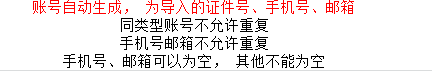 账号自动生成， 为导入的证件号、手机号、邮箱
同类型账号不允许重复
手机号邮箱不允许重复
手机号、邮箱可以为空， 其他不能为空